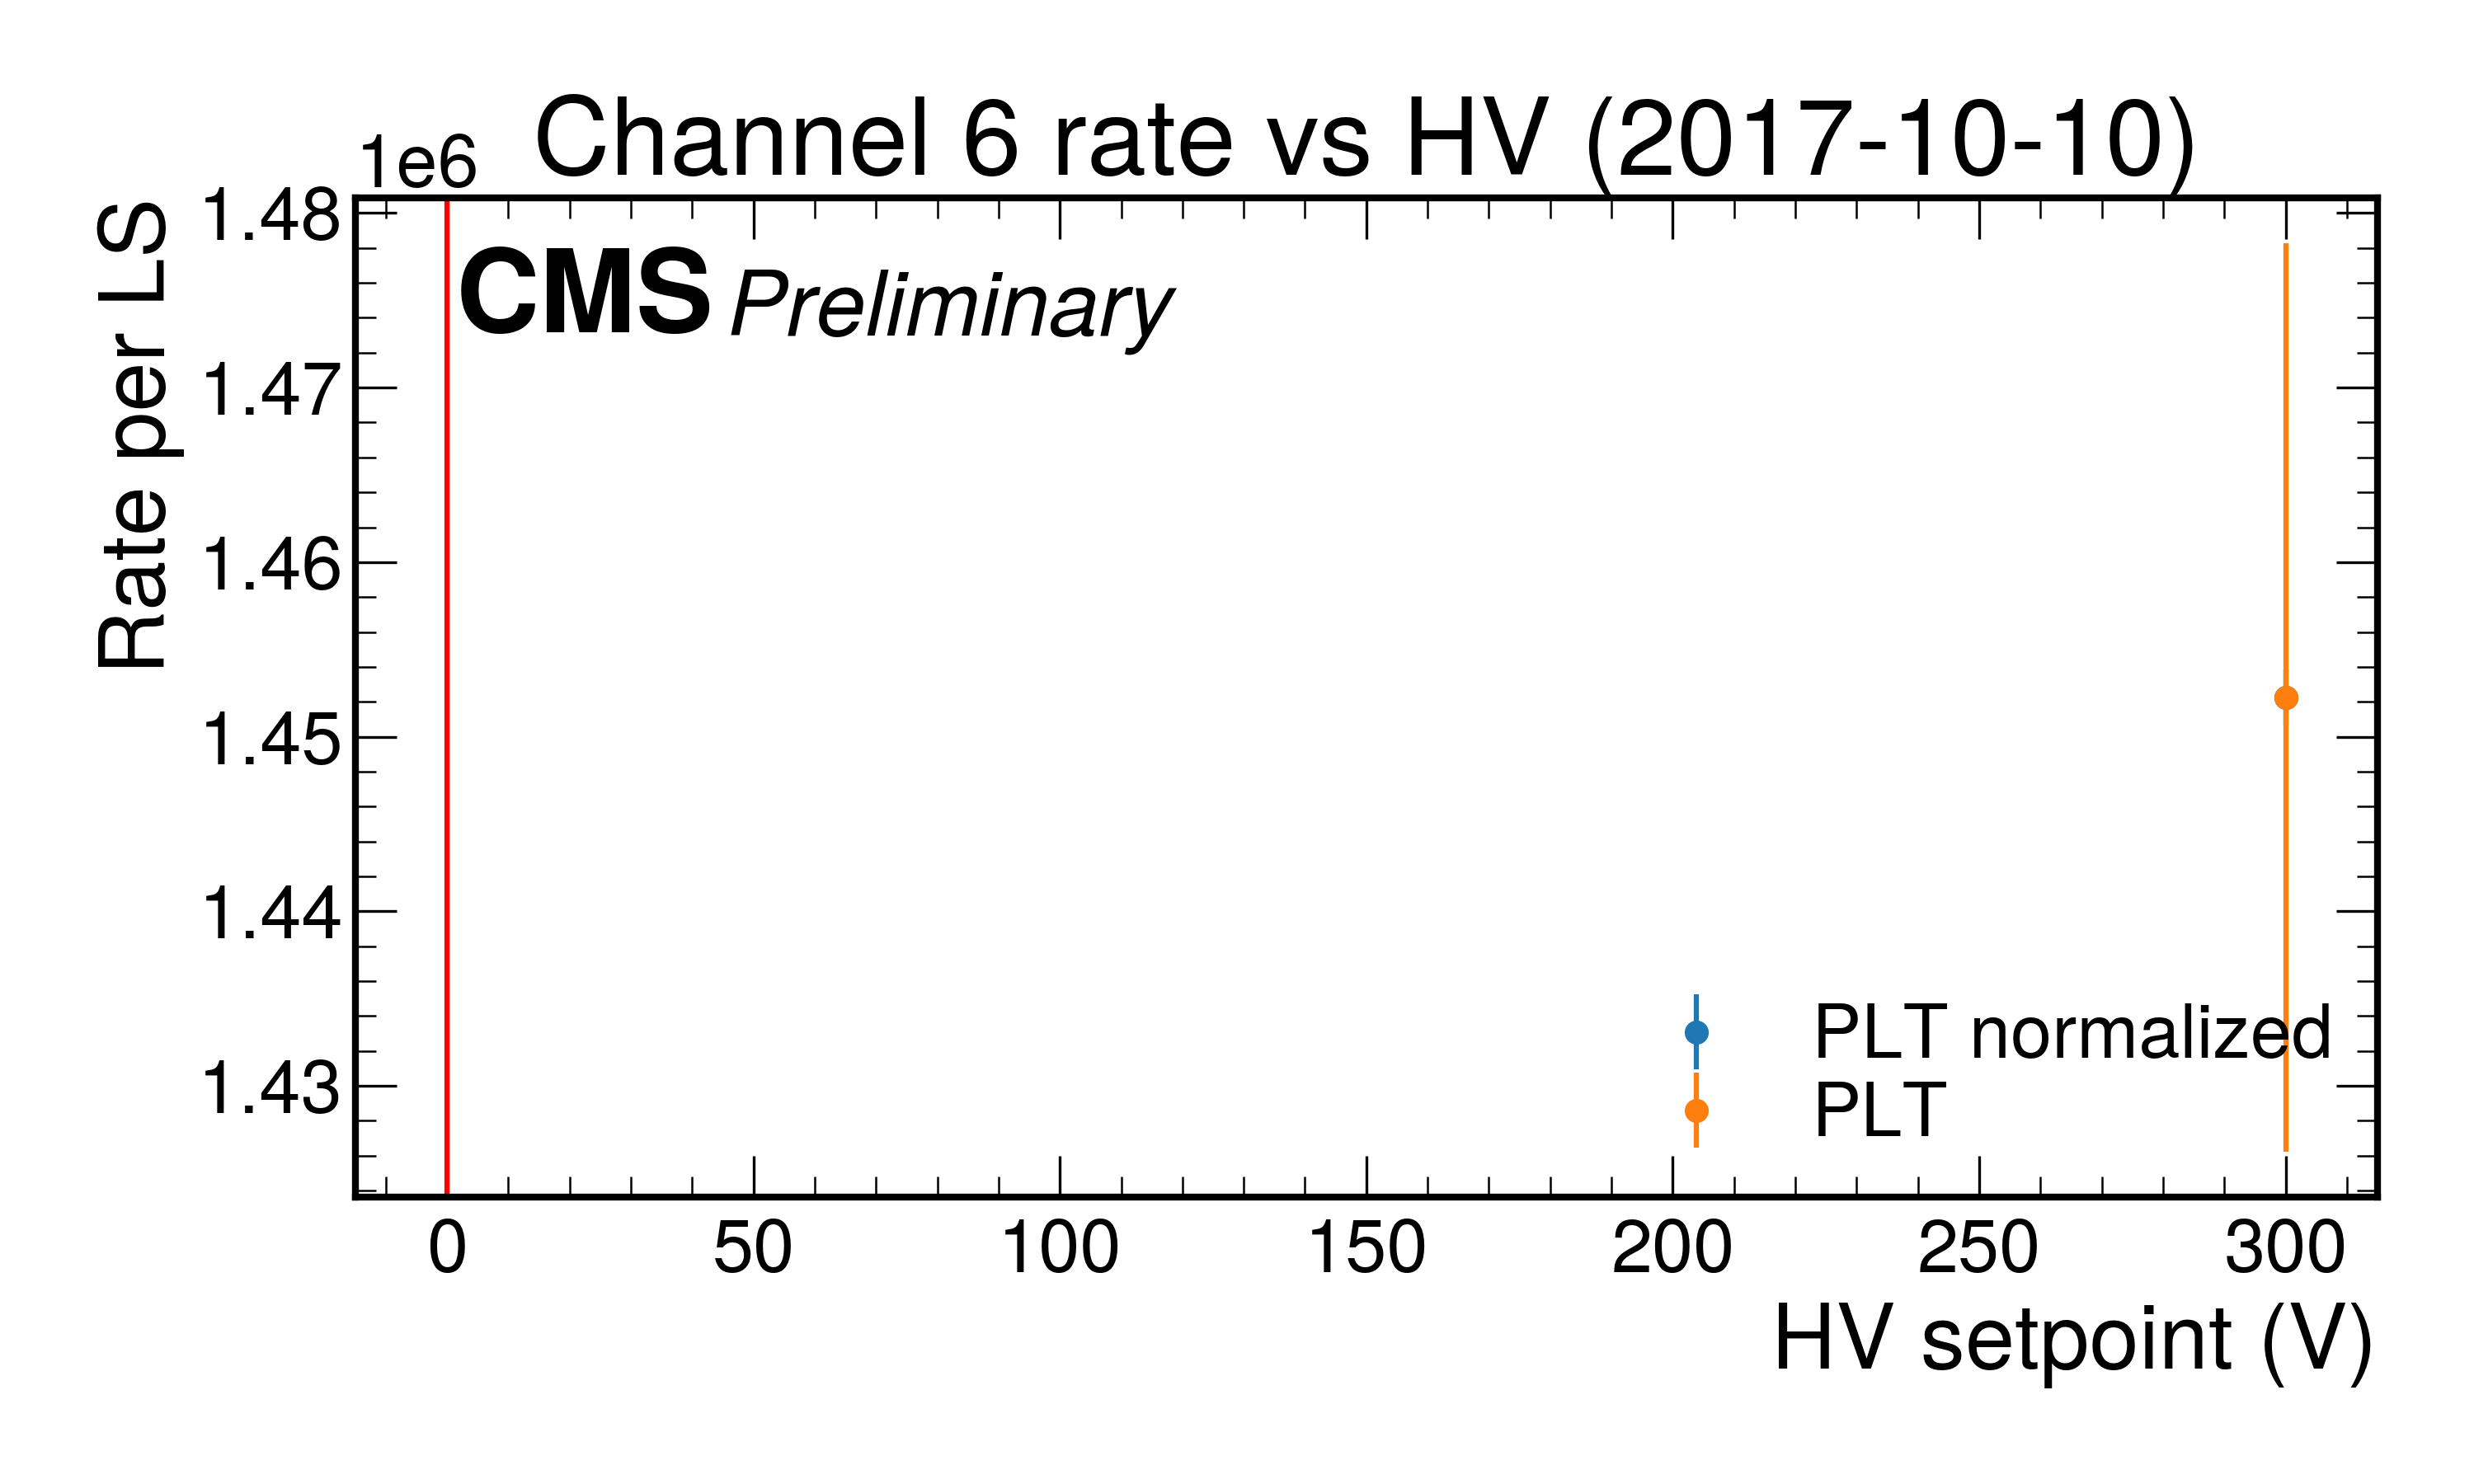 Channel 6 rate vs HV (2017-10-10)
1e6
CMS Preliminary
Rate per LS
1.48
1.47
1.46
1.45
1.44
1.43
PLT normalized
PLT
0 50 100 150 200 250 300
HV setpoint (V)